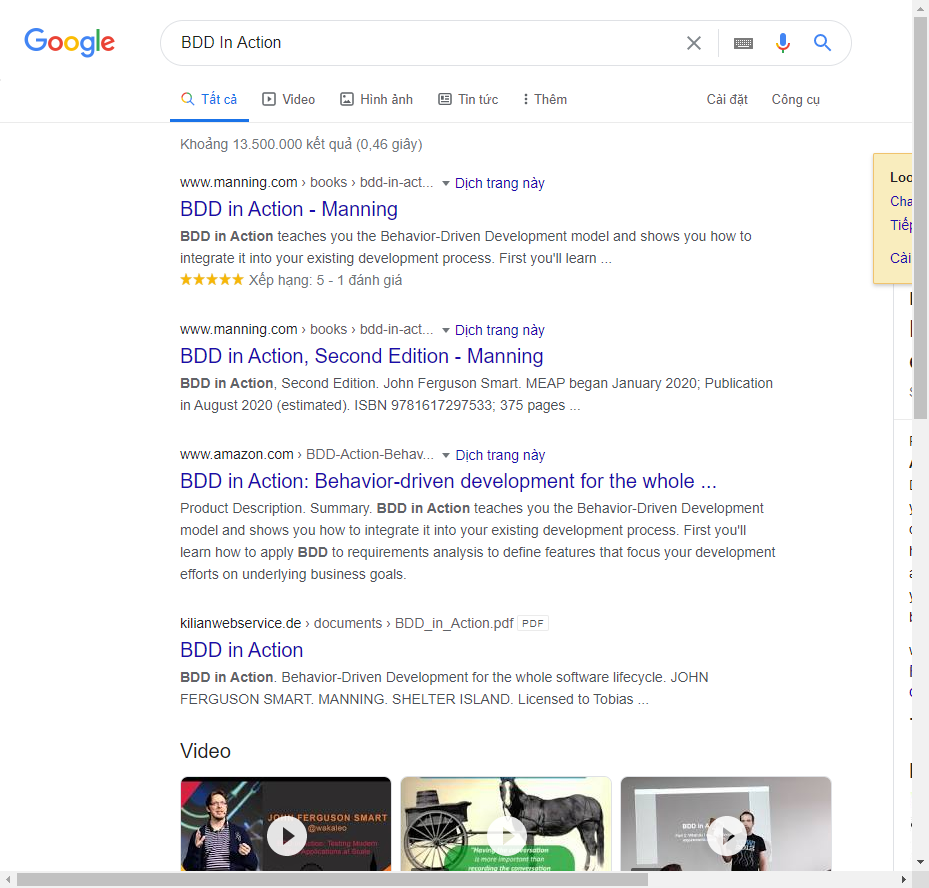 Google
BDD In Action
Tất cả
Video
Hình ảnh
Tin tức
Thêm
Cài đặt
Công cụ
Khoảng 13.500.000 kết quả (0,46 giây)
www.manning.com › books › bdd-in-act... Dịch trang này
BDD in Action - Manning
BDD in Action teaches you the Behavior-Driven Development model and shows you how to
integrate it into your existing development process. First you'll learn ...
Xếp hạng: 5 - 1 đánh giá
www.manning.com › books › bdd-in-act... Dịch trang này
BDD in Action, Second Edition - Manning
BDD in Action, Second Edition. John Ferguson Smart. MEAP began January 2020; Publication
in August 2020 (estimated). ISBN 9781617297533; 375 pages ...
www.amazon.com › BDD-Action-Behav... Dịch trang này
BDD in Action: Behavior-driven development for the whole ...
Product Description. Summary. BDD in Action teaches you the Behavior-Driven Development
model and shows you how to integrate it into your existing development process. First you'll
learn how to apply BDD to requirements analysis to define features that focus your development
efforts on underlying business goals.
kilianwebservice.de › documents › BDD_in_Action.pdf PDF
BDD in Action
BDD in Action. Behavior-Driven Development for the whole software lifecycle. JOHN
FERGUSON SMART. MANNING. SHELTER ISLAND. Licensed to Tobias ...
Video
JOHN FERGUSON SMART
@wakaleo
Action: Testing Modern
Applications at Scale
"Having the conversation
is more important than
recording the conversation
BDD in A
Loc
Cha
Tiếp
Cài